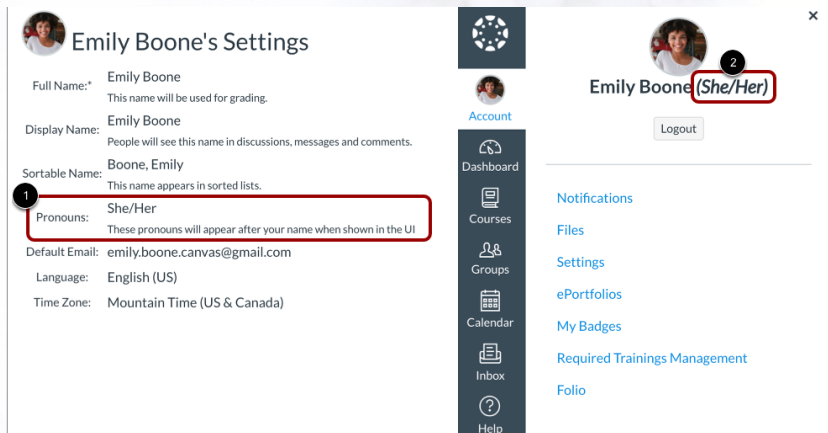 Emily Boone's Settings
Full Name:* Emily Boone
This name will be used for grading.
Display Name: Emily Boone
People will see this name in discussions, messages and comments.
Sortable Name: Boone, Emily
This name appears in sorted lists.
1
Pronouns: She/Her
These pronouns will appear after your name when shown in the UI
Default Email: emily.boone.canvas@gmail.com
Language: English (US)
Time Zone: Mountain Time (US & Canada)
Account
Dashboard
Courses
Groups
Calendar
Inbox
Help
2
Emily Boone (She/Her)
Logout
Notifications
Files
Settings
ePortfolios
My Badges
Required Trainings Management
Folio